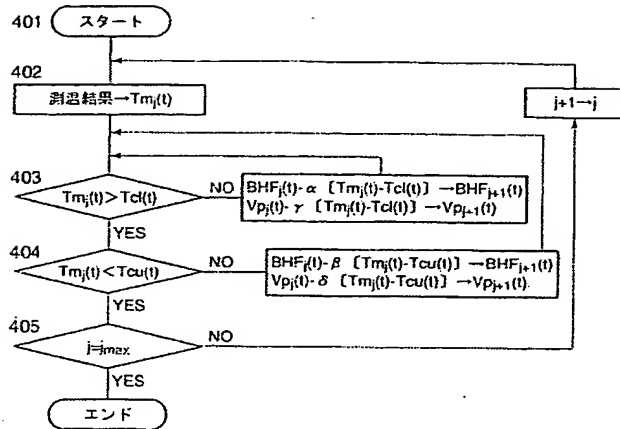 401
スタート
402
測温結果→Tmj(t)
j+1→j
403
Tmj(t)>Tcl(t)
NO
BHFj(t)-α [Tmj(t)-Tcl(t)] →BHFj+1(t)
Vpj(t)-γ [Tmj(t)-Tcl(t)] →Vpj+1(t)
YES
404
Tmj(t)<Tcu(t)
NO
BHFj(t)-β [Tmj(t)-Tcu(t)] →BHFj+1(t)
Vpj(t)-δ [Tmj(t)-Tcu(t)] →Vpj+1(t).
YES
405
j=jmax
NO
YES
エンド